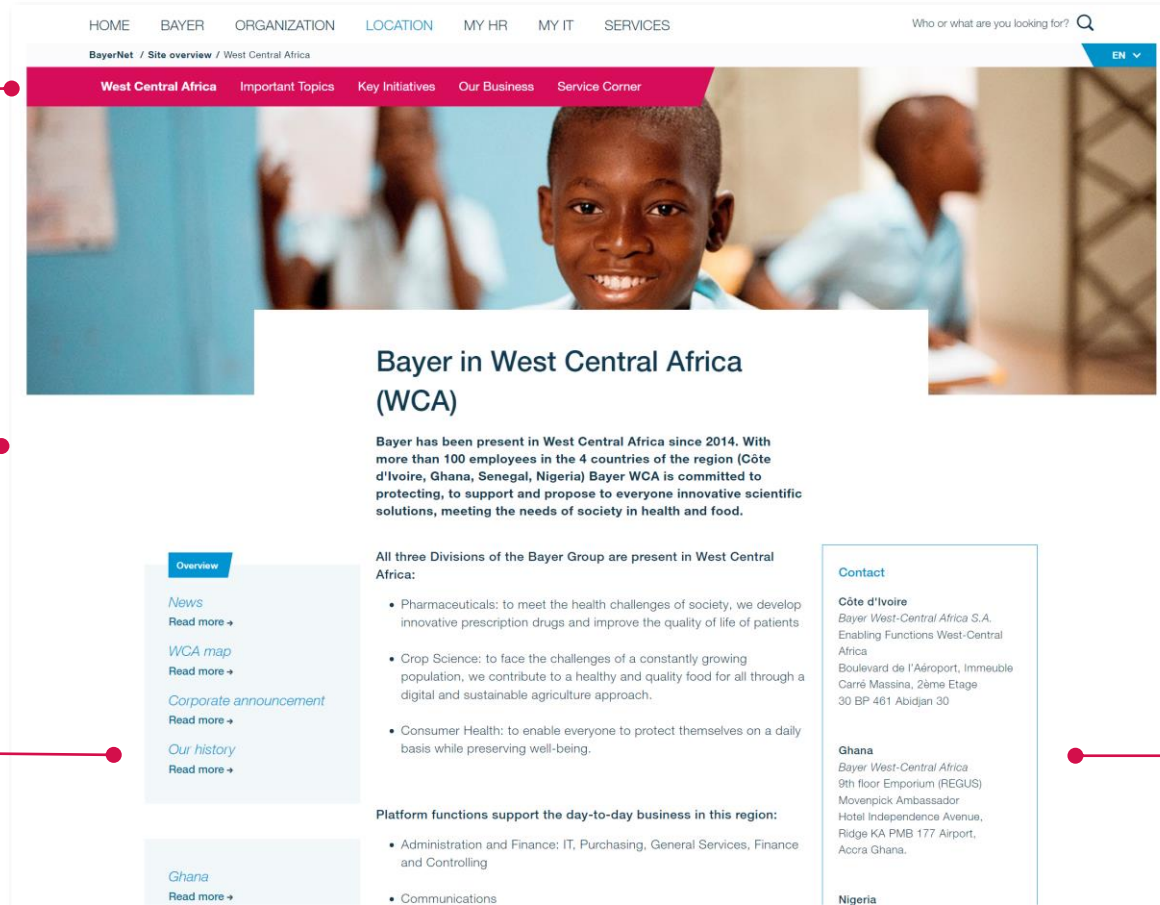 HOME BAYER ORGANIZATION LOCATION MY HR MY IT SERVICES
Who or what are you looking for?
BayerNet / Site overview / West Central Africa
EN
West Central Africa Important Topics Key Initiatives Our Business Service Corner
Bayer in West Central Africa
(WCA)
Bayer has been present in West Central Africa since 2014. With
more than 100 employees in the 4 countries of the region (Côte
d'Ivoire, Ghana, Senegal, Nigeria) Bayer WCA is committed to
protecting, to support and propose to everyone innovative scientific
solutions, meeting the needs of society in health and food.
Overview
News
Read more →
WCA map
Read more →
Corporate announcement
Read more →
Our history
Read more →
Ghana
Read more →
All three Divisions of the Bayer Group are present in West Central
Africa:
• Pharmaceuticals: to meet the health challenges of society, we develop
innovative prescription drugs and improve the quality of life of patients
• Crop Science: to face the challenges of a constantly growing
population, we contribute to a healthy and quality food for all through a
digital and sustainable agriculture approach.
• Consumer Health: to enable everyone to protect themselves on a daily
basis while preserving well-being.
Platform functions support the day-to-day business in this region:
• Administration and Finance: IT, Purchasing, General Services, Finance
and Controlling
• Communications
Contact
Côte d'Ivoire
Bayer West-Central Africa S.A.
Enabling Functions West-Central
Africa
Boulevard de l'Aéroport, Immeuble
Carré Massina, 2ème Etage
30 BP 461 Abidjan 30
Ghana
Bayer West-Central Africa
9th floor Emporium (REGUS)
Movenpick Ambassador
Hotel Independence Avenue,
Ridge KA PMB 177 Airport,
Accra Ghana.
Nigeria